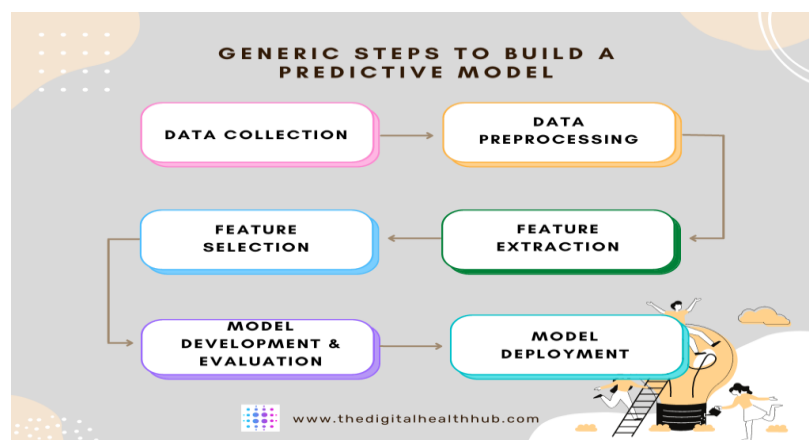 GENERIC STEPS TO BUILD A
PREDICTIVE MODEL
DATA COLLECTION
DATA
PREPROCESSING
FEATURE
EXTRACTION
FEATURE
SELECTION
MODEL
DEVELOPMENT &
EVALUATION
MODEL
DEPLOYMENT
www.thedigitalhealthhub.com